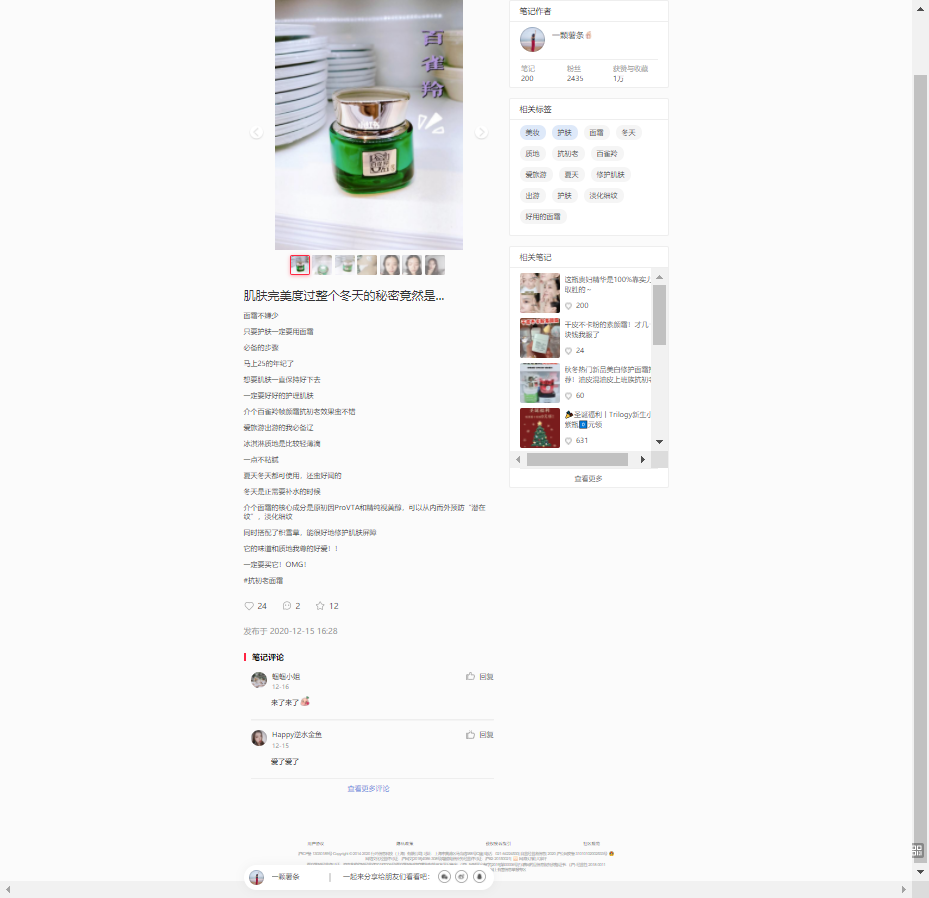 百
雀
羚
肌肤完美度过整个冬天的秘密竟然是...
面霜不嫌少
只要护肤一定要用面霜
必备的步骤
马上25的年纪了
想要肌肤一直保持好下去
一定要好好的护理肌肤
介个百雀羚帧颜霜抗初老效果蛮不错
爱旅游出游的我必备辽
冰淇淋质地是比较轻薄滴
一点不粘腻
夏天冬天都可使用，还蛮好闻的
冬天是正需要补水的时候
介个面霜的核心成分是原初因ProVTA和精纯视黄醇，可以从内而外预防“潜在
纹”，淡化细纹
同时搭配了积雪草，能很好地修护肌肤屏障
它的味道和质地我尊的好爱！！
一定要买它！OMG！
#抗初老面霜
24 2 12
发布于 2020-12-15 16:28
笔记评论
蝈蝈小姐
回复
12-16
来了来了
Happy逆水金鱼
回复
12-15
爱了爱了
查看更多评论
笔记作者
一颗薯条
笔记 粉丝 获赞与收藏
200 2435 1万
相关标签
美妆 护肤 面霜 冬天
质地 抗初老 百雀羚
爱旅游 夏天 修护肌肤
出游 护肤 淡化细纹
好用的面霜
相关笔记
这瓶贵妇精华是100%靠实力
取胜的～
200
干皮不卡粉的素颜霜！才几
块钱我服了
24
秋冬热门新品美白修护面霜推
荐！油皮混油皮上班族抗初老
60
圣诞福利丨Trilogy新生小
紫瓶0元领
631
查看更多
一颗薯条 | 一起来分享给朋友们看看吧：